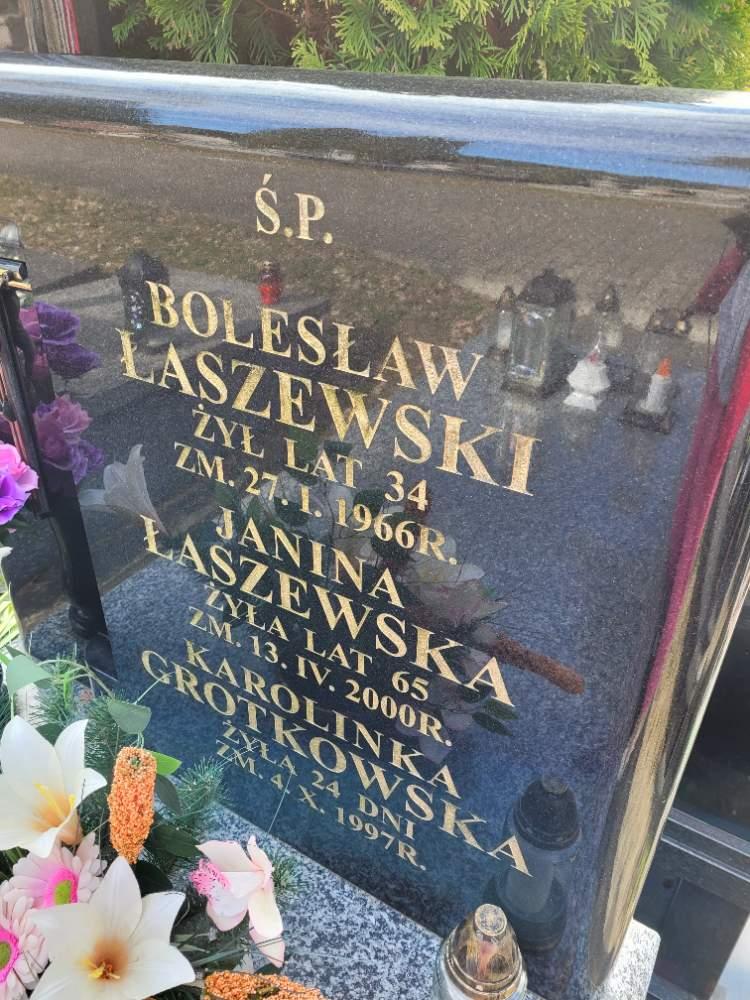 Ś.P.
BOLESŁAW
ŁASZEWSKI
ŻYŁ LAT 34
ZM. 27. I. 1966R.
JANINA
ŁASZEWSKA
ŻYŁA LAT 65
ZM. 13. IV. 2000R.
KAROLINKA
GROTKOWSKA
ŻYŁA 24 DNI
ZM. 4. X. 1997R.